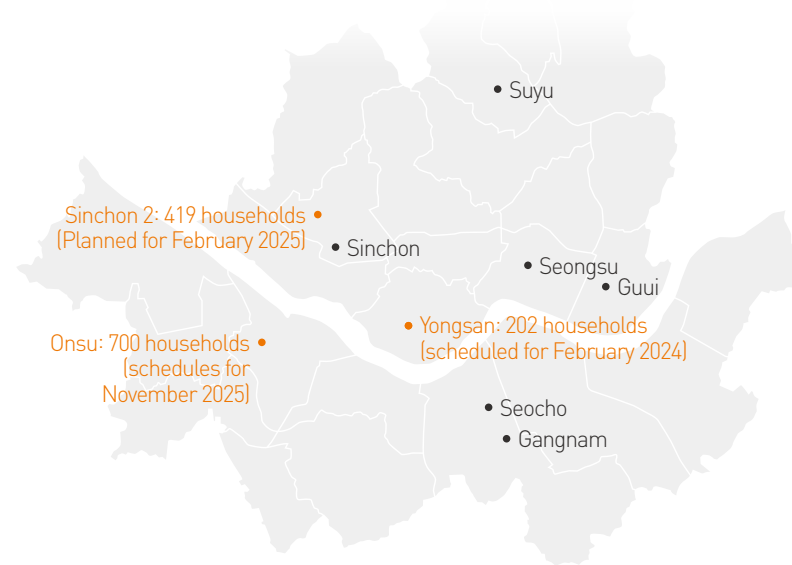 Suyu
Sinchon 2: 419 households
(Planned for February 2025)
Sinchon
Seongsu
Guui
Yongsan: 202 households
(scheduled for February 2024)
Onsu: 700 households
(schedules for
November 2025)
Seocho
Gangnam